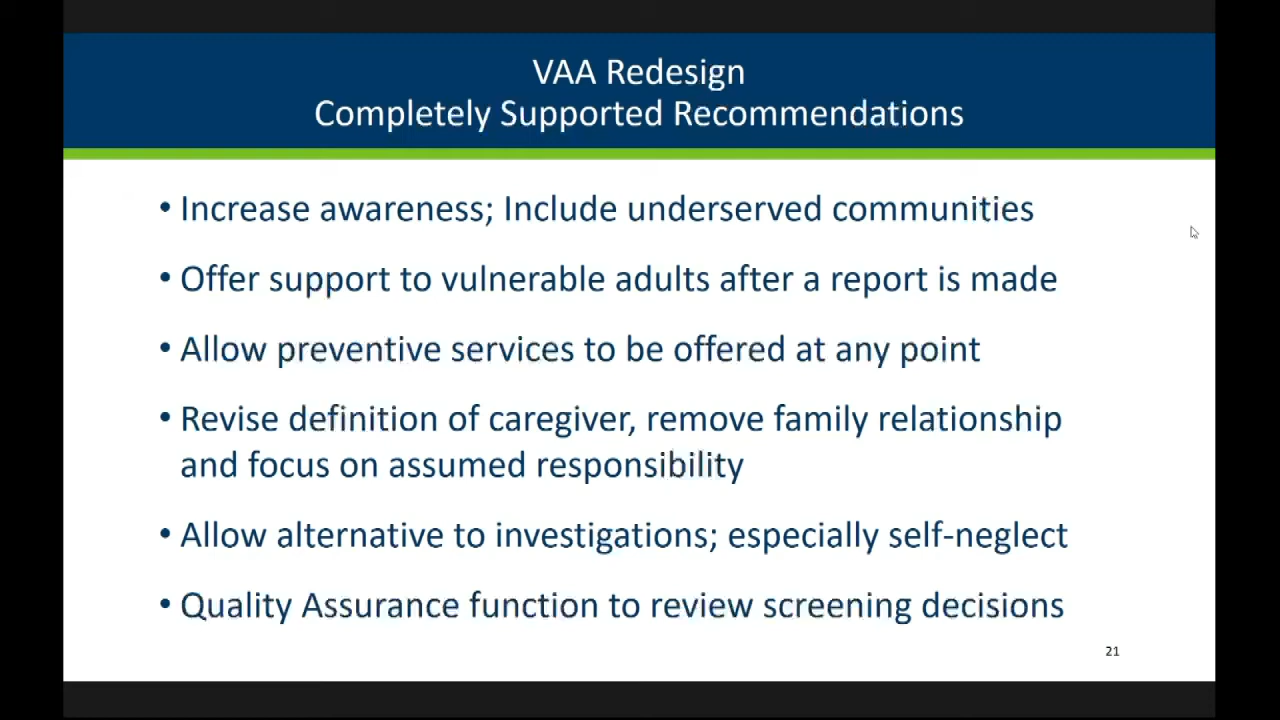 VAA Redesign
Completely Supported Recommendations
• Increase awareness; Include underserved communities
• Offer support to vulnerable adults after a report is made
• Allow preventive services to be offered at any point
• Revise definition of caregiver, remove family relationship
and focus on assumed responsibility
• Allow alternative to investigations; especially self-neglect
• Quality Assurance function to review screening decisions
21